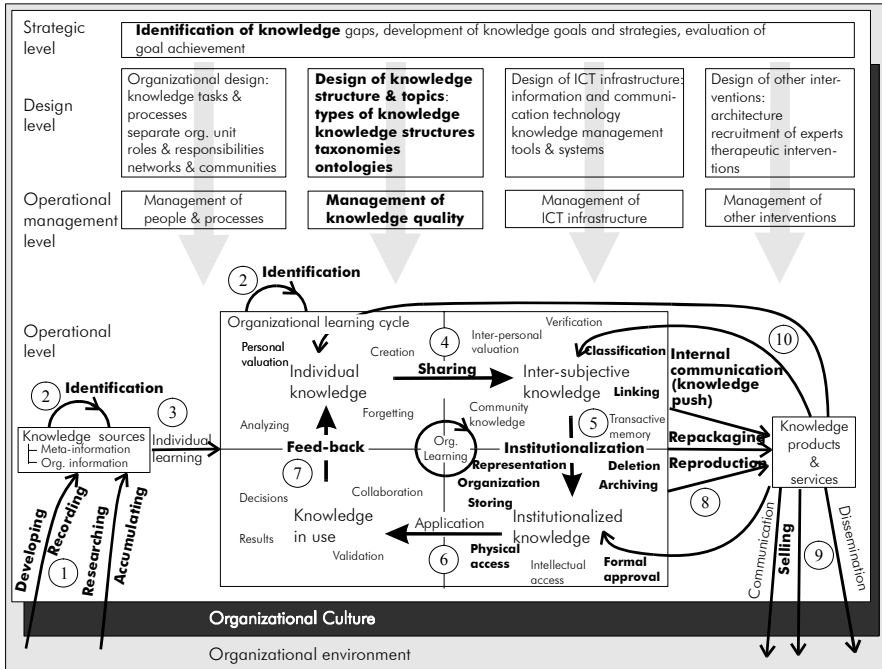 Strategic
level
Identification of knowledge gaps, development of knowledge goals and strategies, evaluation of
goal achievement
Design
level
Organizational design:
knowledge tasks &
processes
separate org. unit
roles & responsibilities
networks & communities
Design of knowledge
structure & topics:
types of knowledge
knowledge structures
taxonomies
ontologies
Design of ICT infrastructure:
information and communi-
cation technology
knowledge management
tools & systems
Design of other inter-
ventions:
architecture
recruitment of experts
therapeutic interven-
tions
Operational
management
level
Management of
people & processes
Management of
knowledge quality
Management of
ICT infrastructure
Management of
other interventions
Operational
level
2
Identification
Organizational learning cycle
Personal
valuation
Creation
Individual
knowledge
Analyzing
Forgetting
4
Sharing
Inter-personal
valuation
Verification
Classification
Inter-subjective
knowledge
Linking
Community
knowledge
5
Transactive
memory
Internal
communication
(knowledge
push)
10
2
Identification
3
Knowledge sources
Meta-information
Org. information
Individual
learning
Feed-back
7
Org.
Learning
Institutionalization
Representation
Organization
Storing
Deletion
Archiving
Repackaging
Reproduction
8
Knowledge
products
&
services
Decisions
Collaboration
Knowledge
in use
Results
Validation
Application
6
Physical
access
Institutionalized
knowledge
Intellectual
access
Formal
approval
Developing
Recording
1
Researching
Accumulating
Communication
Selling
9
Dissemination
Organizational Culture
Organizational environment